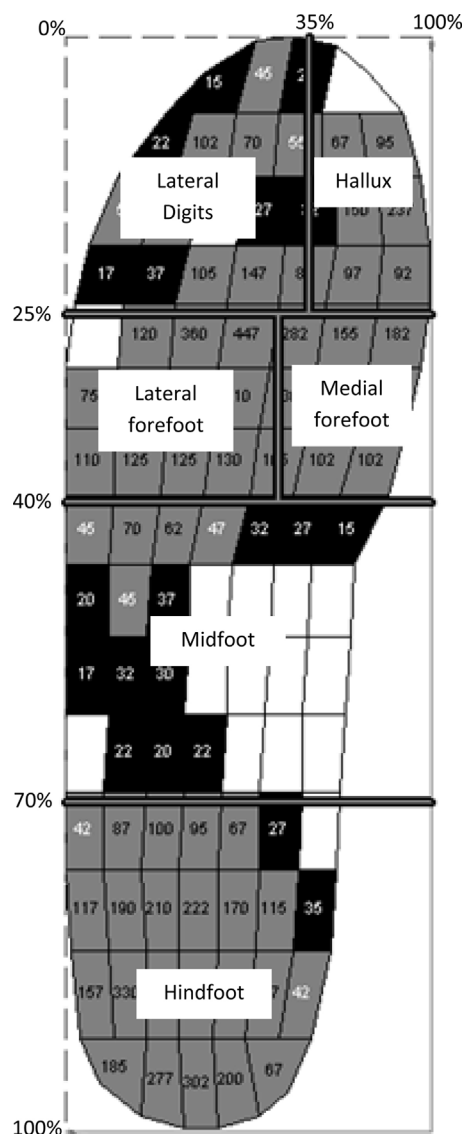 0% 35% 100%
15 45
22 102 70 67 95
Lateral
Digits
Hallux
27
17 37 105 147 97 92
25%
120 360 447 282 155 182
75
Lateral
forefoot
Medial
forefoot
110 125 125 130 102 102
40%
45 70 62 47 32 27 15
20 45 37
Midfoot
17 32 30
22 20 22
70%
42 87 100 95 67 27
117 190 210 222 170 115 35
157 330 Hindfoot 42
185 277 302 200 67
100%